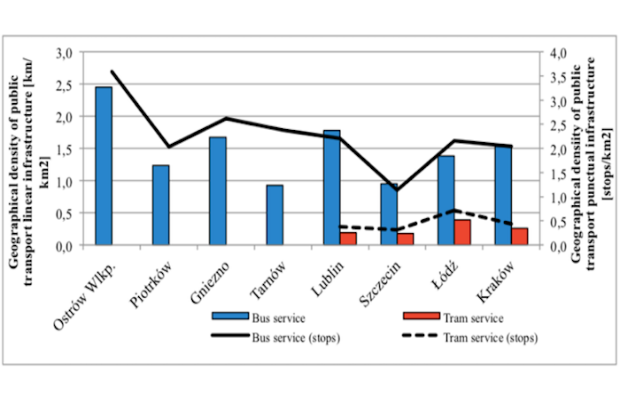 Geographical density of public
transport linear infrastructure [km/
km2]
3,0
2,5
2,0
1,5
1,0
0,5
0,0
4,0
3,5
3,0
2,5
2,0
1,5
1,0
0,5
0,0
Geographical densiity of public
transport punctual infrastructure
[stops/km2]
Ostrów Wlkp.
Piotrków
Gniezno
Tarnów
Lublin
Szczecin
Łódź
Kraków
Bus service
Tram service
Bus service (stops)
Tram service (stops)